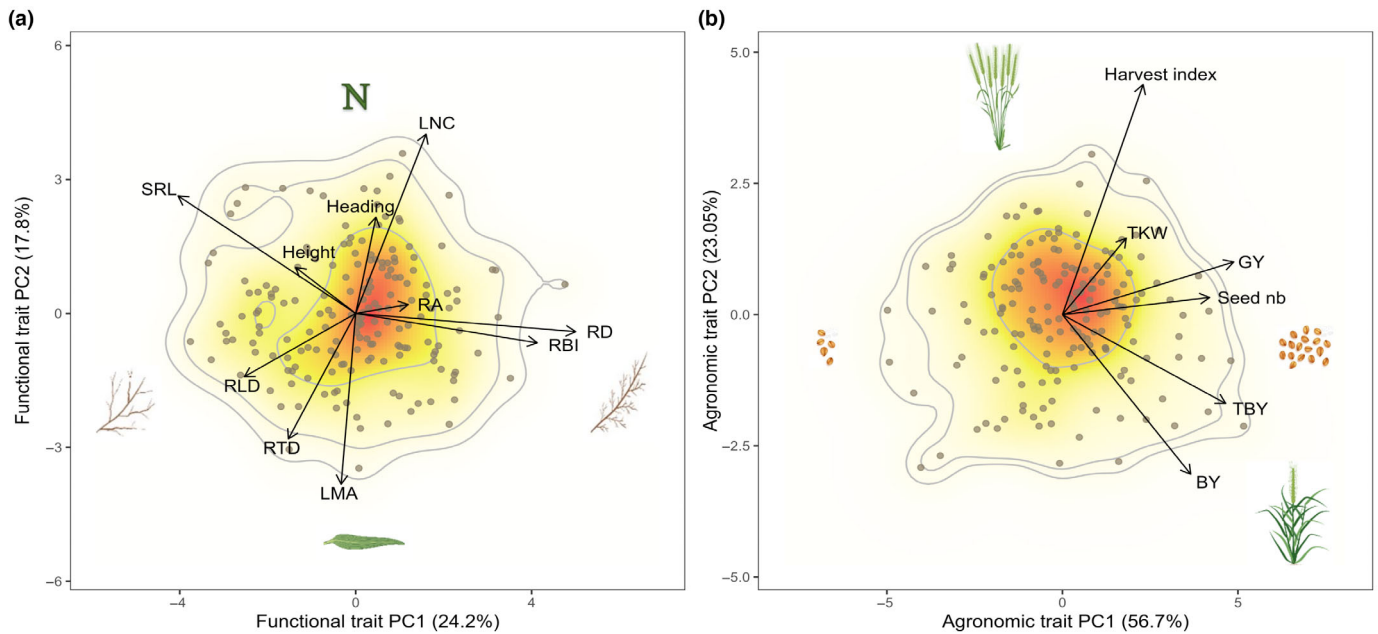 (a)
Functional trait PC2 (17.8%)
6
3
0
−3
−6
N
LNC
SRL
Heading
Height
RA
RD
RBI
RLD
RTD
LMA
−4
0
4
Functional trait PC1 (24.2%)
(b)
Agronomic trait PC2 (23.05%)
5.0
2.5
0.0
−2.5
−5.0
Harvest index
TKW
GY
Seed nb
TBY
BY
−5
0
5
Agronomic trait PC1 (56.7%)